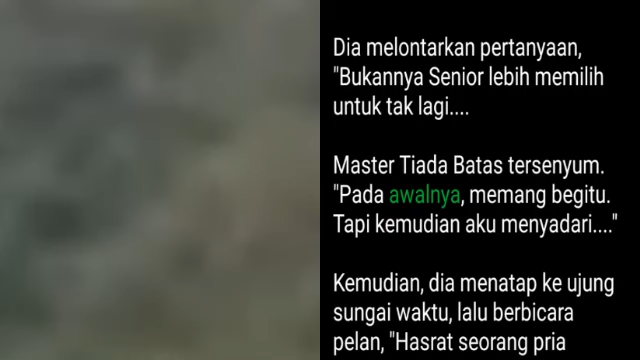 Dia melontarkan pertanyaan,
"Bukannya Senior lebih memilih
untuk tak lagi....
Master Tiada Batas tersenyum.
"Pada awalnya, memang begitu.
Tapi kemudian aku menyadari...."
Kemudian, dia menatap ke ujung
sungai waktu, lalu berbicara
pelan, "Hasrat seorang pria